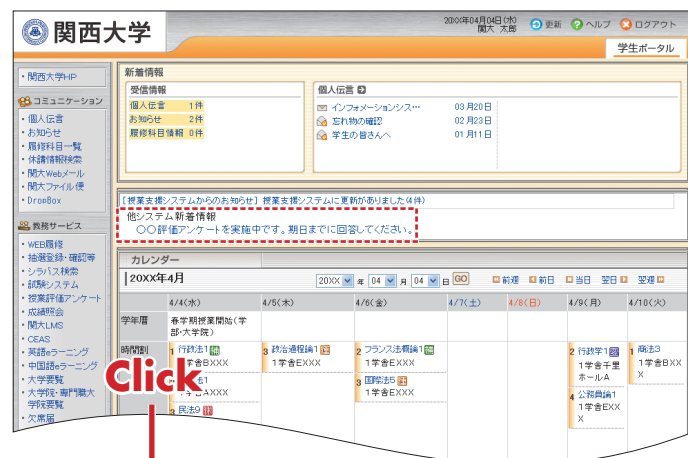 関西大学
20XX年04月04日(水)
関大 太郎
更新
ヘルプ
ログアウト
学生ポータル
・関西大学HP
コミュニケーション
・個人伝言
・お知らせ
・履修科目一覧
・休講情報検索
・関大Webメール
・関大ファイル便
・DropBox
教務サービス
・WEB履修
・抽選登録・確認等
・シラバス検索
・試験システム
・授業評価アンケート
・成績照会
・関大LMS
・CEAS
・英語eラーニング
・中国語eラーニング
・大学要覧
・大学院・専門職大
学院要覧
・欠席届
新着情報
受信情報
個人伝言 1件
お知らせ 2件
履修科目情報 0件
個人伝言
インフォメーションシス… 03月20日
忘れ物の確認 02月23日
学生の皆さんへ 01月11日
[授業支援システムからのお知らせ] 授業支援システムに更新がありました(4件)
他システム新着情報
〇〇評価アンケートを実施中です。期日までに回答してください。
カレンダー
20XX年4月
20XX 年 04 月 04 日 GO
前週 前日 当日 翌日 翌週
4/4(水) 4/5(木) 4/6(金) 4/7(土) 4/8(日) 4/9(月) 4/10(火)
学年暦
春学期授業開始(学
部・大学院)
時間割
1 行政法1
1学舎BXXX
法1
学舎AXXX
3 民法9
3 政治過程論1
1学舎EXXX
2 フランス法概論1
1学舎EXXX
3 国際法5
1学舎EXXX
2 行政学1
1学舎千里
ホールA
4 公務員論1
1学舎EXX
X
1 商法3
1学舎BXX
X
Click